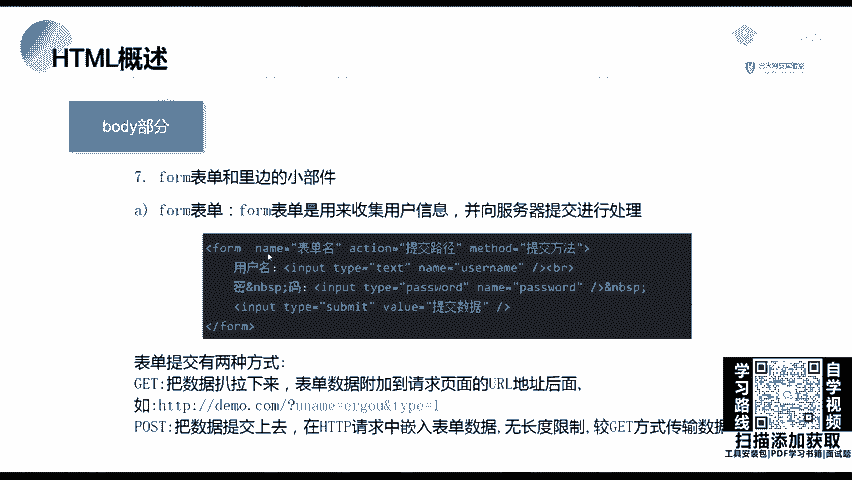 HTML概述
body部分
7. form表单和里边的小部件
a) form表单：form表单是用来收集用户信息，并向服务器提交进行处理
<form name="表单名" action="提交路径" method="提交方法">
用户名：<input type="text" name="username" /><br>
密&nbsp;码：<input type="password" name="password" />&nbsp;
<input type="submit" value="提交数据" />
</form>
表单提交有两种方式：
GET:把数据扒拉下来，表单数据附加到请求页面的URL地址后面，
如:http://demo.com/?uname=ergou&type=1
POST:把数据提交上去，在HTTP请求中嵌入表单数据,无长度限制,较GET方式传输数据
学习路线
自学视频
扫描添加获取
工具安装包|PDF学习书籍|面试题